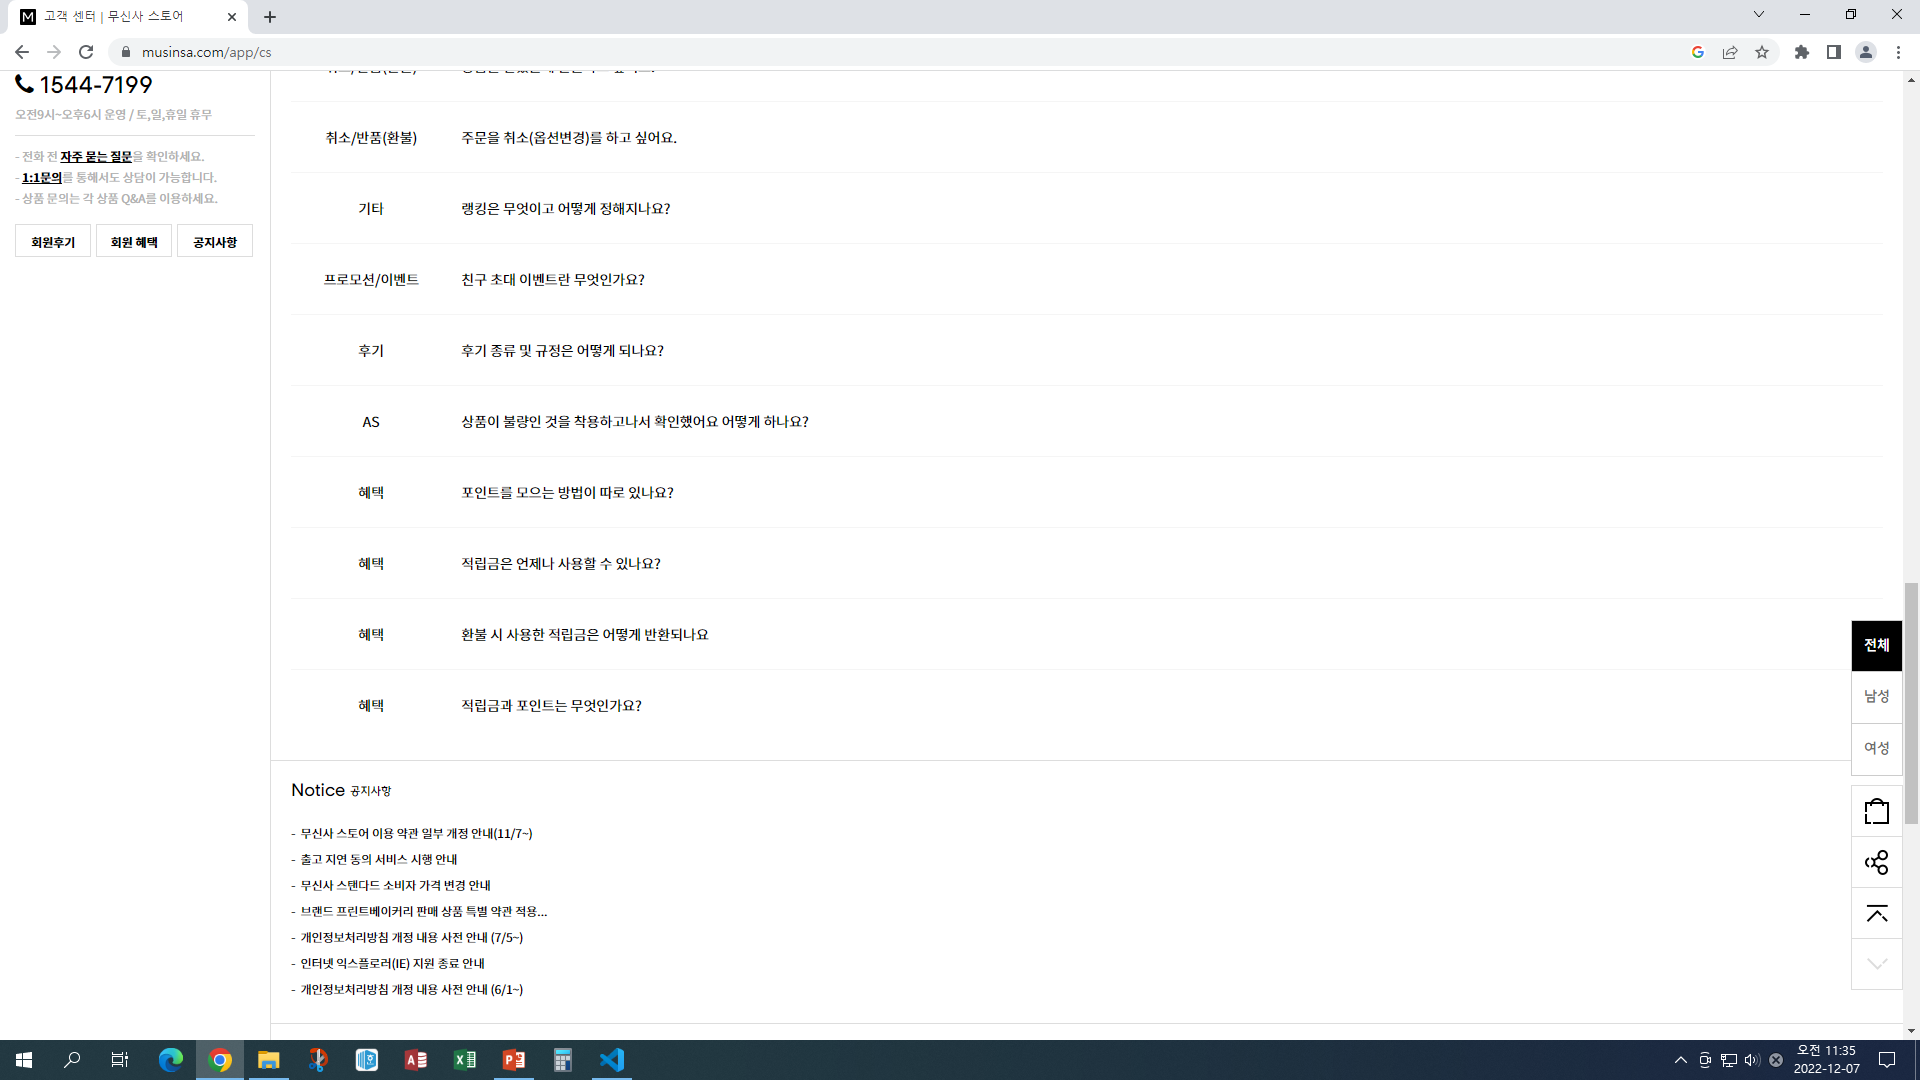 고객 센터 | 무신사 스토어
musinsa.com/app/cs
1544-7199
오전9시~오후6시 운영 / 토,일,휴일 휴무
- 전화 전 자주 묻는 질문을 확인하세요.
- 1:1문의를 통해서도 상담이 가능합니다.
- 상품 문의는 각 상품 Q&A를 이용하세요.
회원후기 회원 혜택 공지사항
취소/반품(환불) 주문을 취소(옵션변경)를 하고 싶어요.
기타 랭킹은 무엇이고 어떻게 정해지나요?
프로모션/이벤트 친구 초대 이벤트란 무엇인가요?
후기 후기 종류 및 규정은 어떻게 되나요?
AS 상품이 불량인 것을 착용하고나서 확인했어요 어떻게 하나요?
혜택 포인트를 모으는 방법이 따로 있나요?
혜택 적립금은 언제나 사용할 수 있나요?
혜택 환불 시 사용한 적립금은 어떻게 반환되나요
혜택 적립금과 포인트는 무엇인가요?
전체
남성
여성
Notice 공지사항
- 무신사 스토어 이용 약관 일부 개정 안내(11/7~)
- 출고 지연 동의 서비스 시행 안내
- 무신사 스탠다드 소비자 가격 변경 안내
- 브랜드 프린트베이커리 판매 상품 특별 약관 적용...
- 개인정보처리방침 개정 내용 사전 안내 (7/5~)
- 인터넷 익스플로러(IE) 지원 종료 안내
- 개인정보처리방침 개정 내용 사전 안내 (6/1~)
오전 11:35
2022-12-07